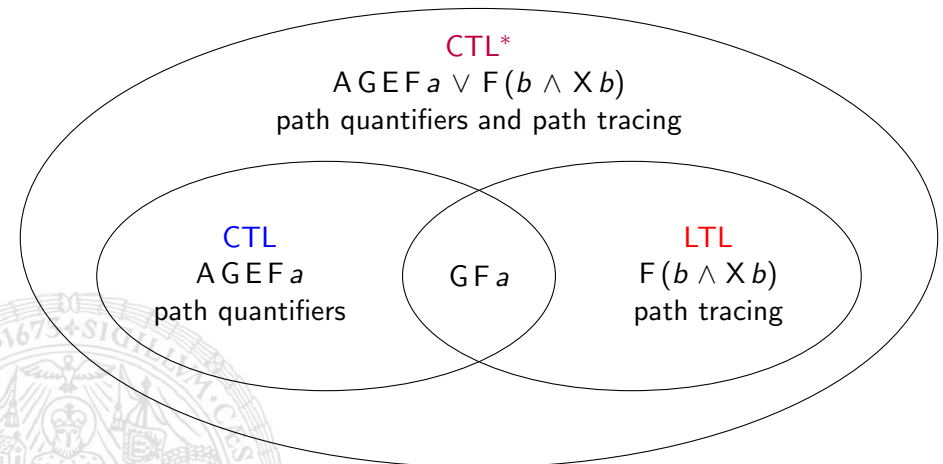 CTL*
A G E F a ∨ F (b ∧ X b)
path quantifiers and path tracing
CTL
A G E F a
path quantifiers
G F a
LTL
F (b ∧ X b)
path tracing